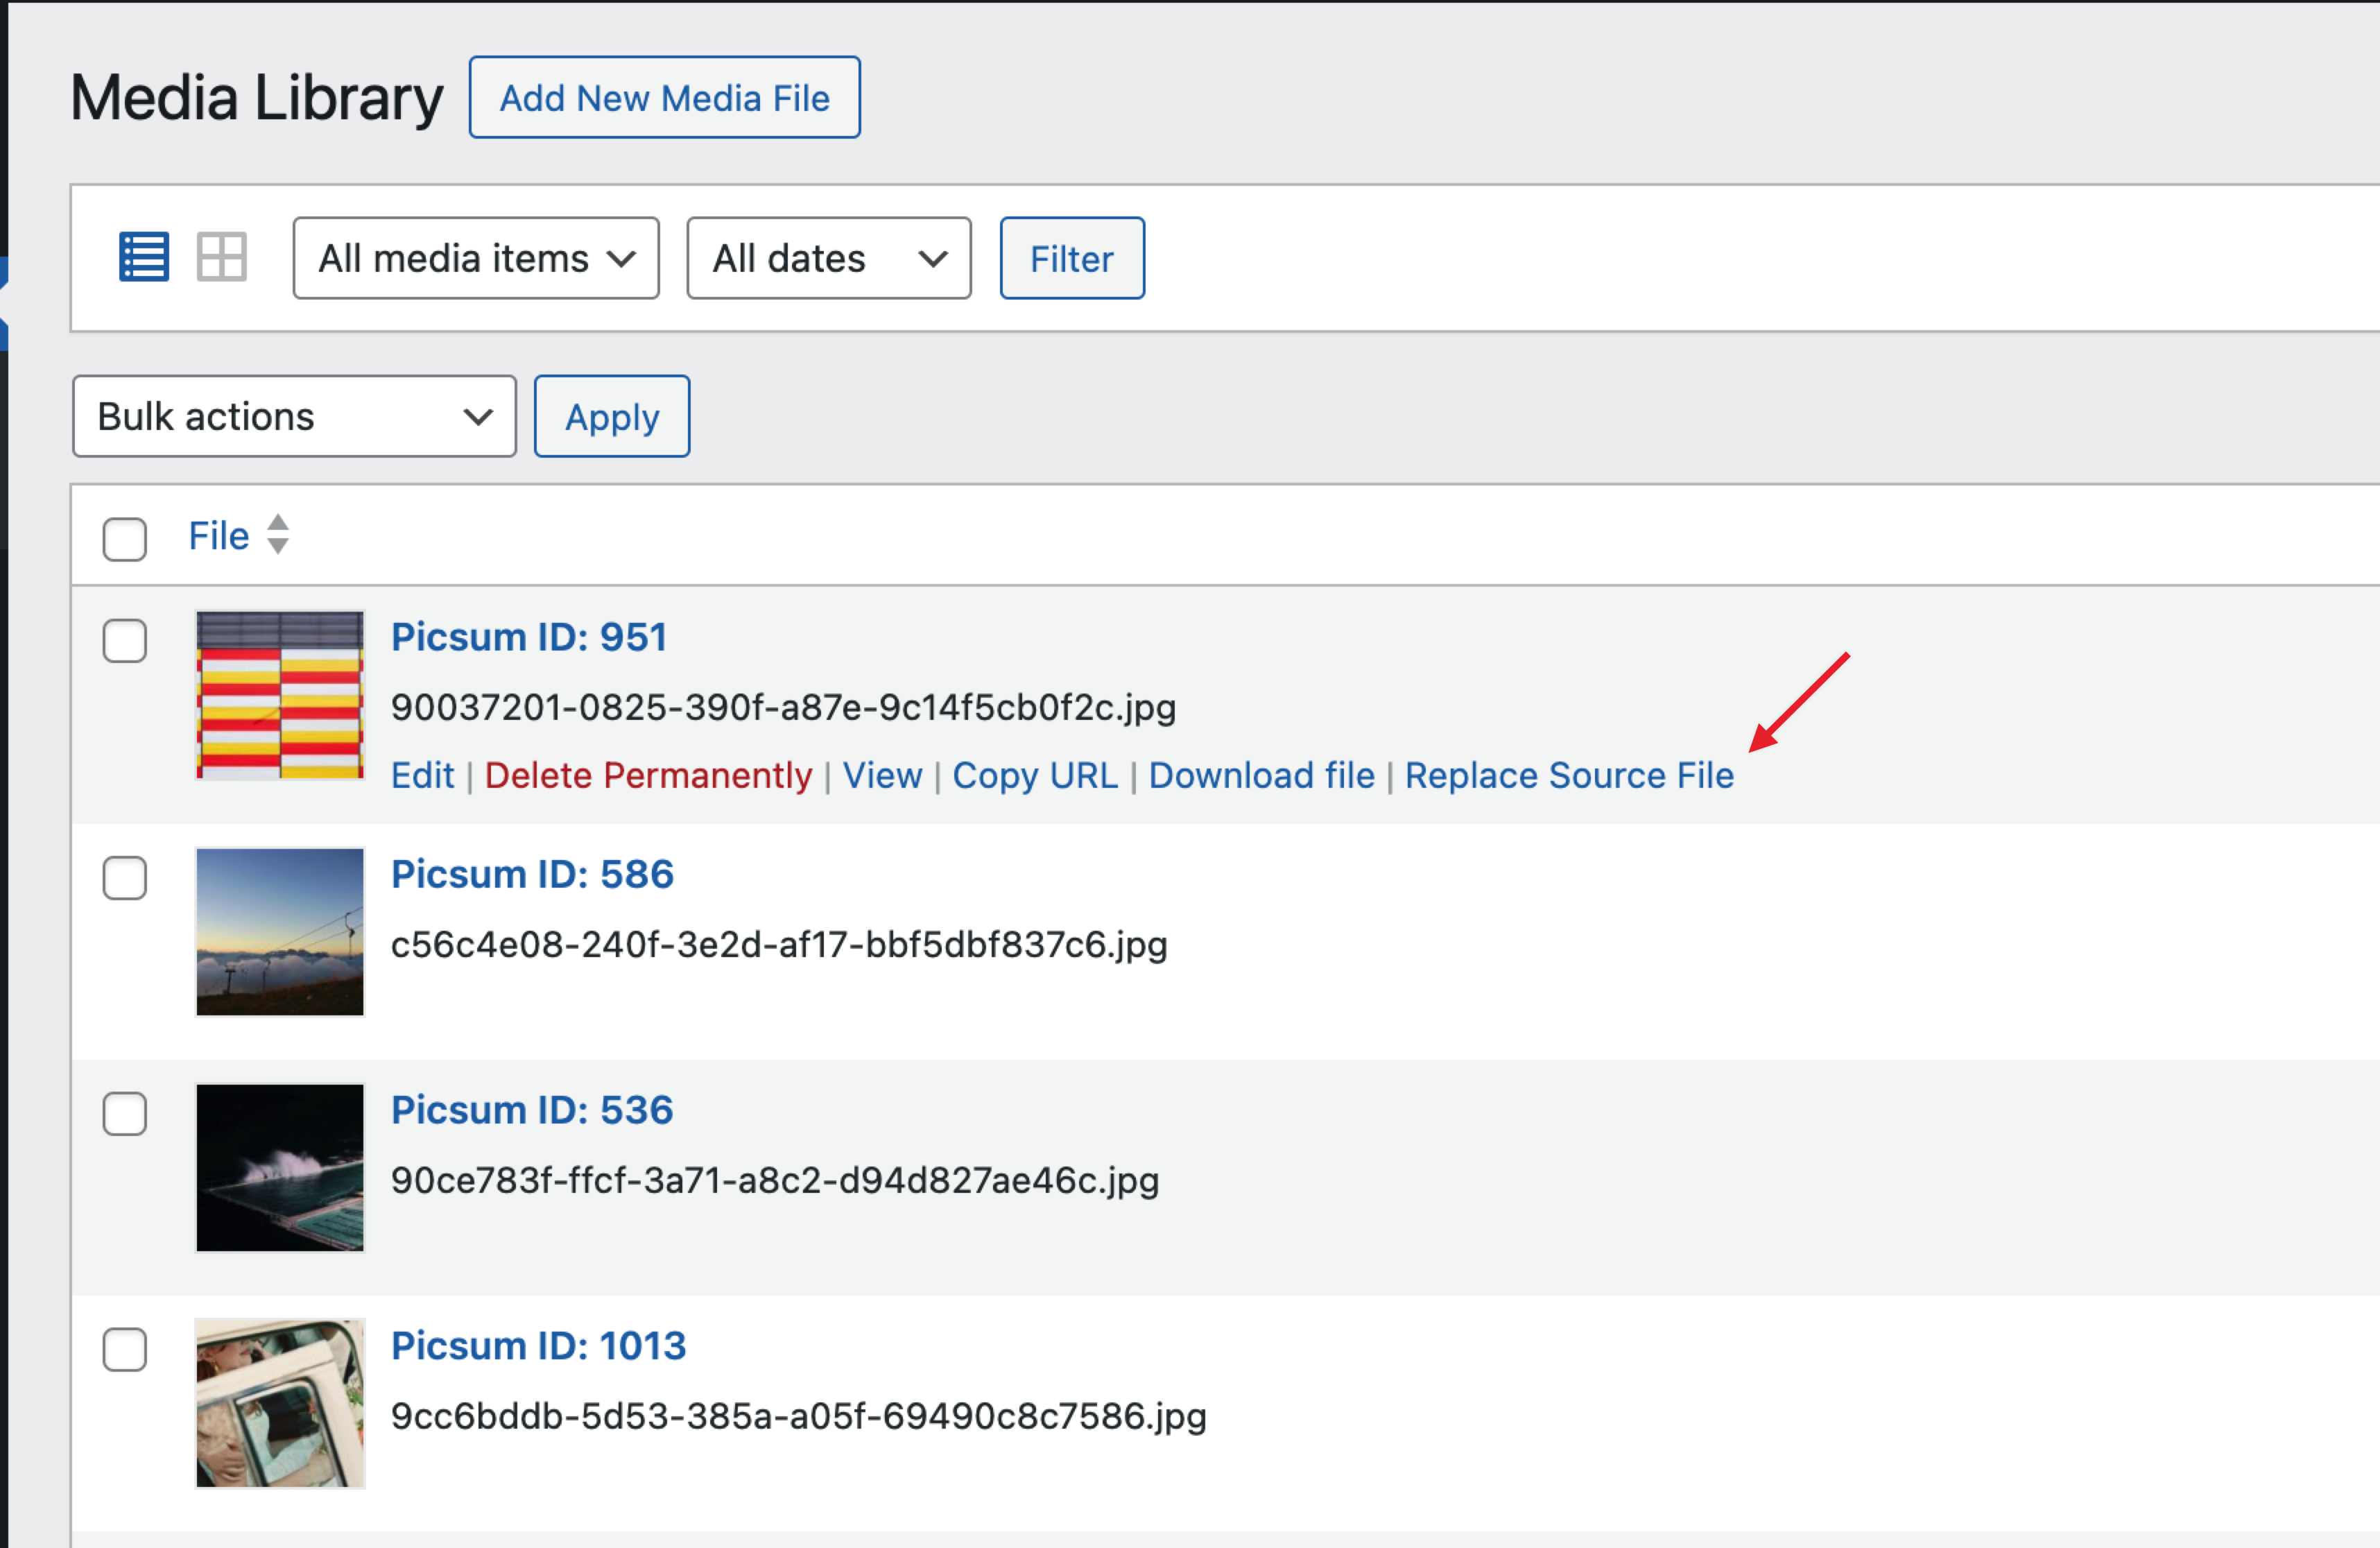 Media Library Add New Media File
All media items All dates Filter
Bulk actions Apply
File
Picsum ID: 951
90037201-0825-390f-a87e-9c14f5cb0f2c.jpg
Edit | Delete Permanently | View | Copy URL | Download file | Replace Source File
Picsum ID: 586
c56c4e08-240f-3e2d-af17-bbf5dbf837c6.jpg
Picsum ID: 536
90ce783f-ffcf-3a71-a8c2-d94d827ae46c.jpg
Picsum ID: 1013
9cc6bddb-5d53-385a-a05f-69490c8c7586.jpg